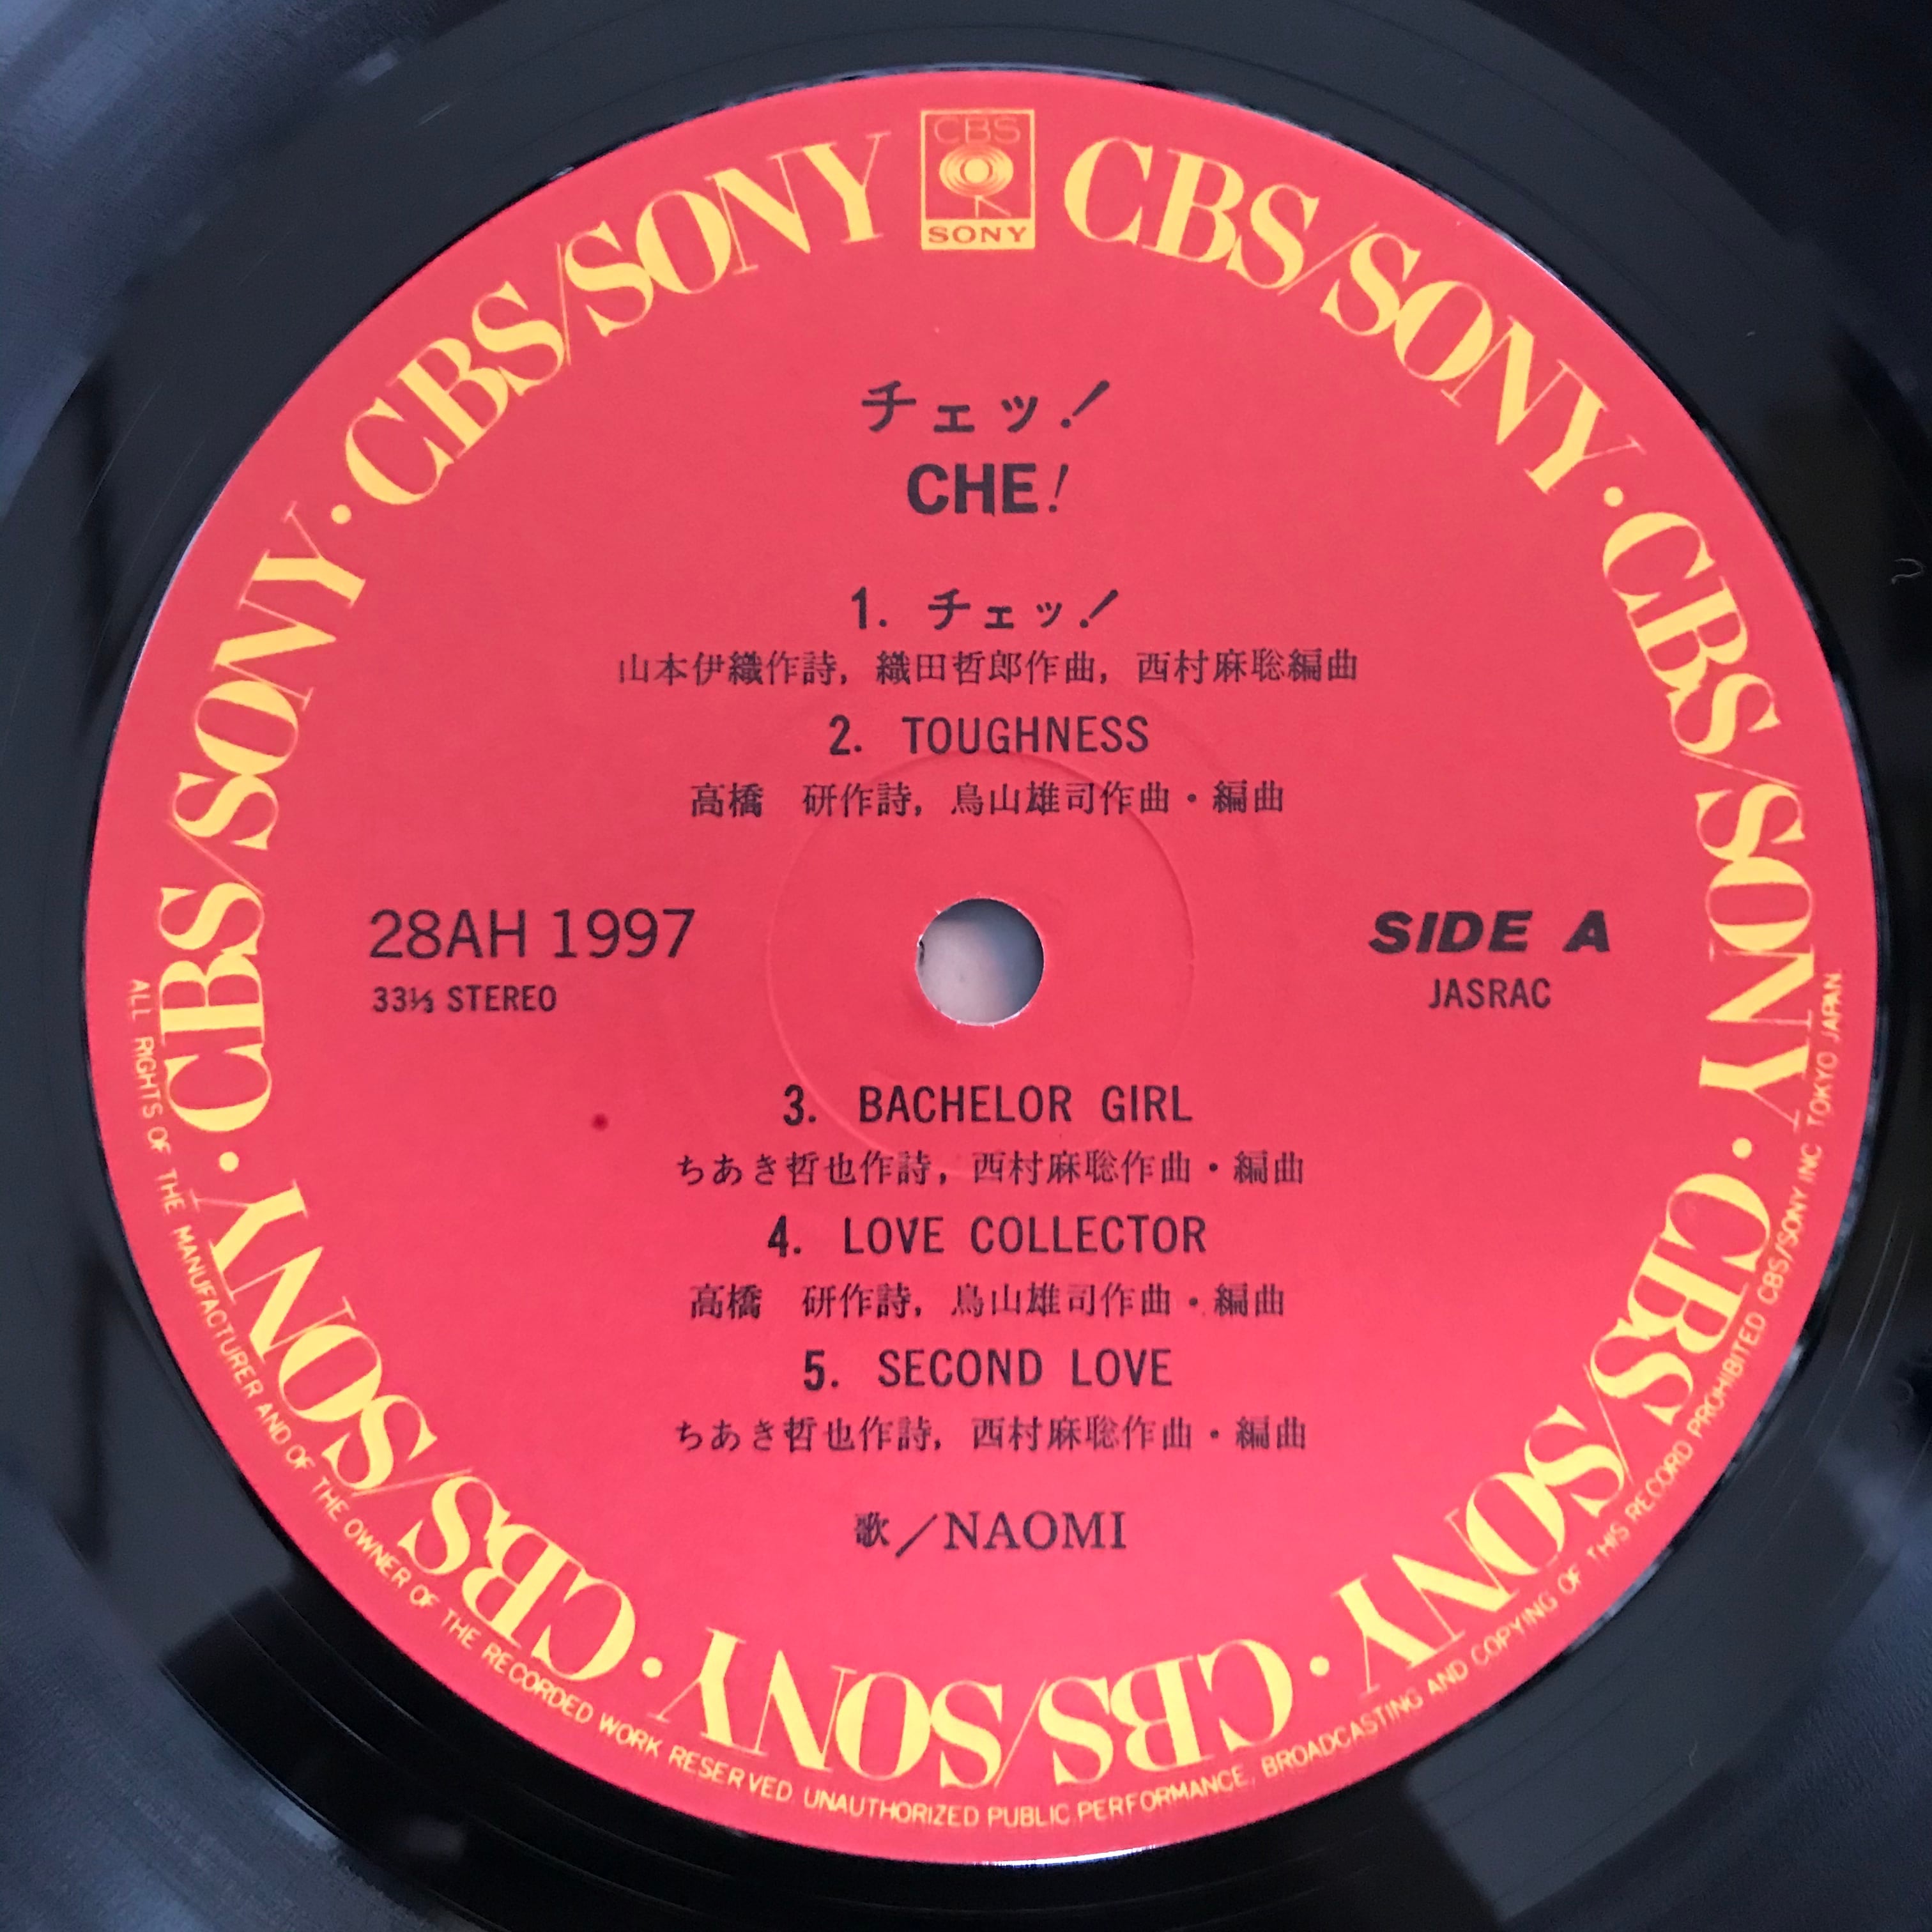 CBS
SONY
CBS/SONY · CBS/SONY · CBS/SONY · CBS/SONY · CBS/SONY · CBS/SONY · CBS/SONY · CBS/SONY
チェッ!
CHE!
1. チェッ!
山本伊織作詩, 織田哲郎作曲, 西村麻聡編曲
2. TOUGHNESS
高橋 研作詩, 鳥山雄司作曲・編曲
28AH 1997
33⅓ STEREO
SIDE A
JASRAC
3. BACHELOR GIRL
ちあき哲也作詩, 西村麻聡作曲・編曲
4. LOVE COLLECTOR
高橋 研作詩, 鳥山雄司作曲・編曲
5. SECOND LOVE
ちあき哲也作詩, 西村麻聡作曲・編曲
歌/NAOMI
ALL RIGHTS OF THE MANUFACTURER AND OF THE OWNER OF THE RECORDED WORK RESERVED UNAUTHORIZED PUBLIC PERFORMANCE, BROADCASTING AND COPYING OF THIS RECORD PROHIBITED CBS/SONY INC TOKYO JAPAN